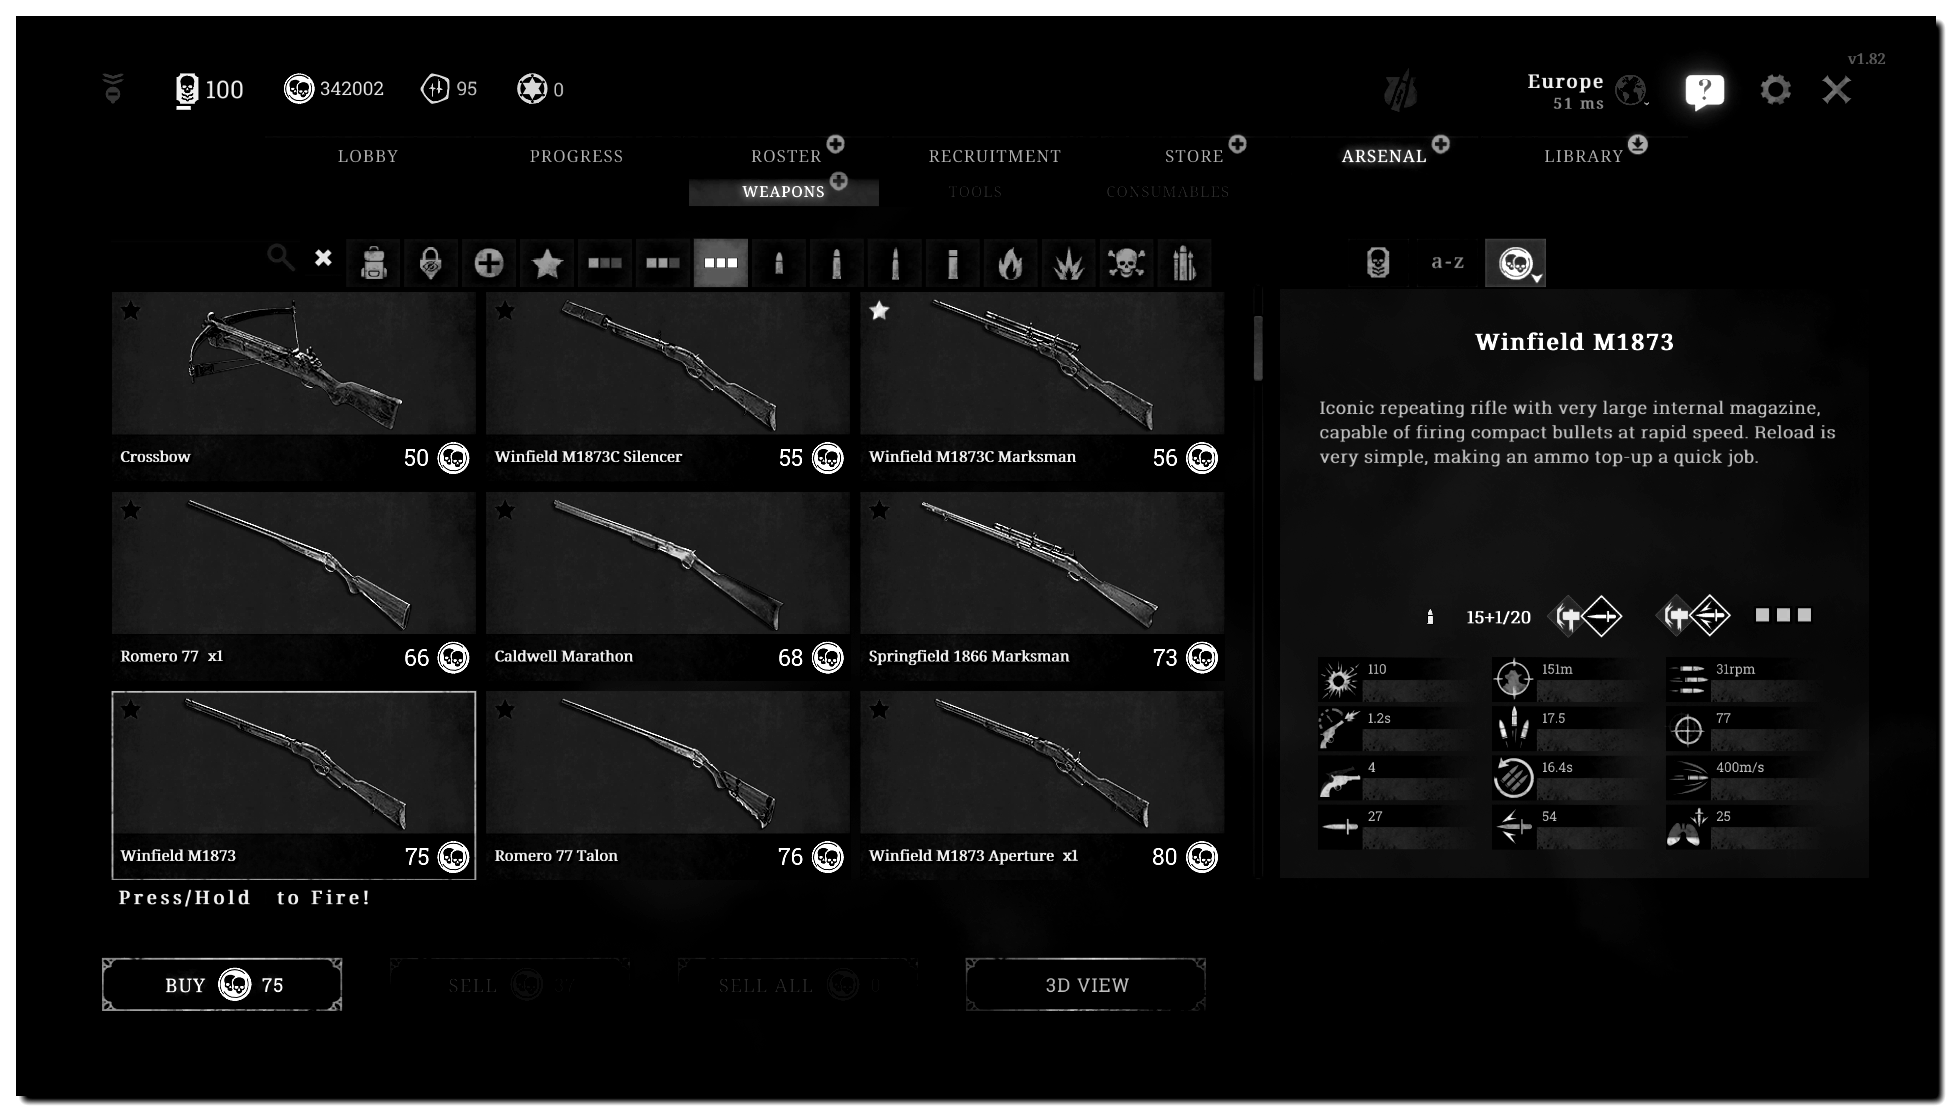 v1.82
100
342002
95
0
Europe
51 ms
?
LOBBY
PROGRESS
ROSTER
RECRUITMENT
STORE
ARSENAL
LIBRARY
WEAPONS
TOOLS
CONSUMABLES
a-z
Crossbow 50
Winfield M1873C Silencer 55
Winfield M1873C Marksman 56
Romero 77 x1 66
Caldwell Marathon 68
Springfield 1866 Marksman 73
Winfield M1873 75
Romero 77 Talon 76
Winfield M1873 Aperture x1 80
Press/Hold to Fire!
BUY 75
SELL 37
SELL ALL 0
3D VIEW
Winfield M1873
Iconic repeating rifle with very large internal magazine,
capable of firing compact bullets at rapid speed. Reload is
very simple, making an ammo top-up a quick job.
15+1/20
110
151m
31rpm
1.2s
17.5
77
4
16.4s
400m/s
27
54
25